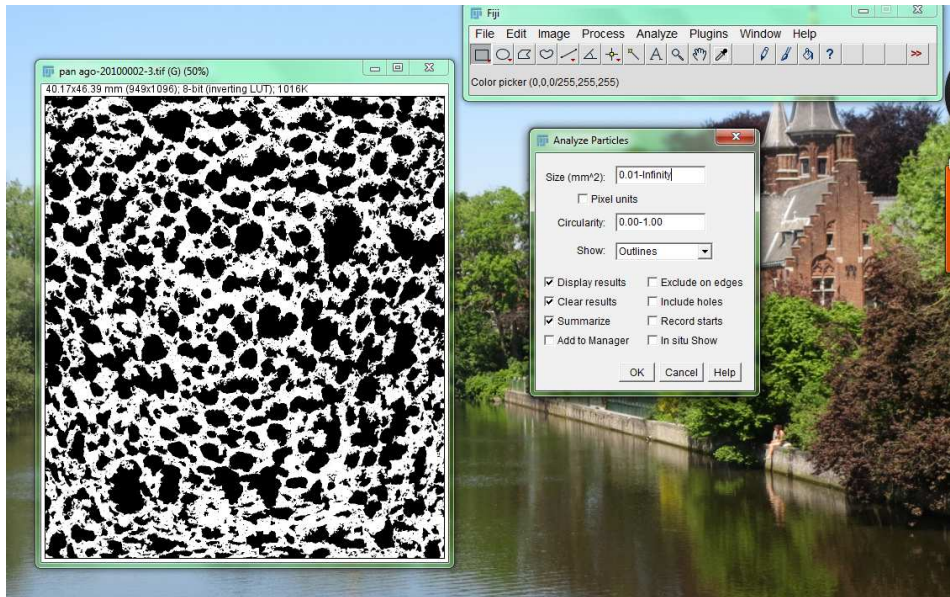 Fiji
File Edit Image Process Analyze Plugins Window Help
A
?
>>
Color picker (0,0,0/255,255,255)
pan ago-20100002-3.tif (G) (50%)
40.17x46.39 mm (949x1096); 8-bit (inverting LUT); 1016K
Analyze Particles
Size (mm^2): 0.01-Infinity
Pixel units
Circularity: 0.00-1.00
Show: Outlines
Display results Exclude on edges
Clear results Include holes
Summarize Record starts
Add to Manager In situ Show
OK Cancel Help